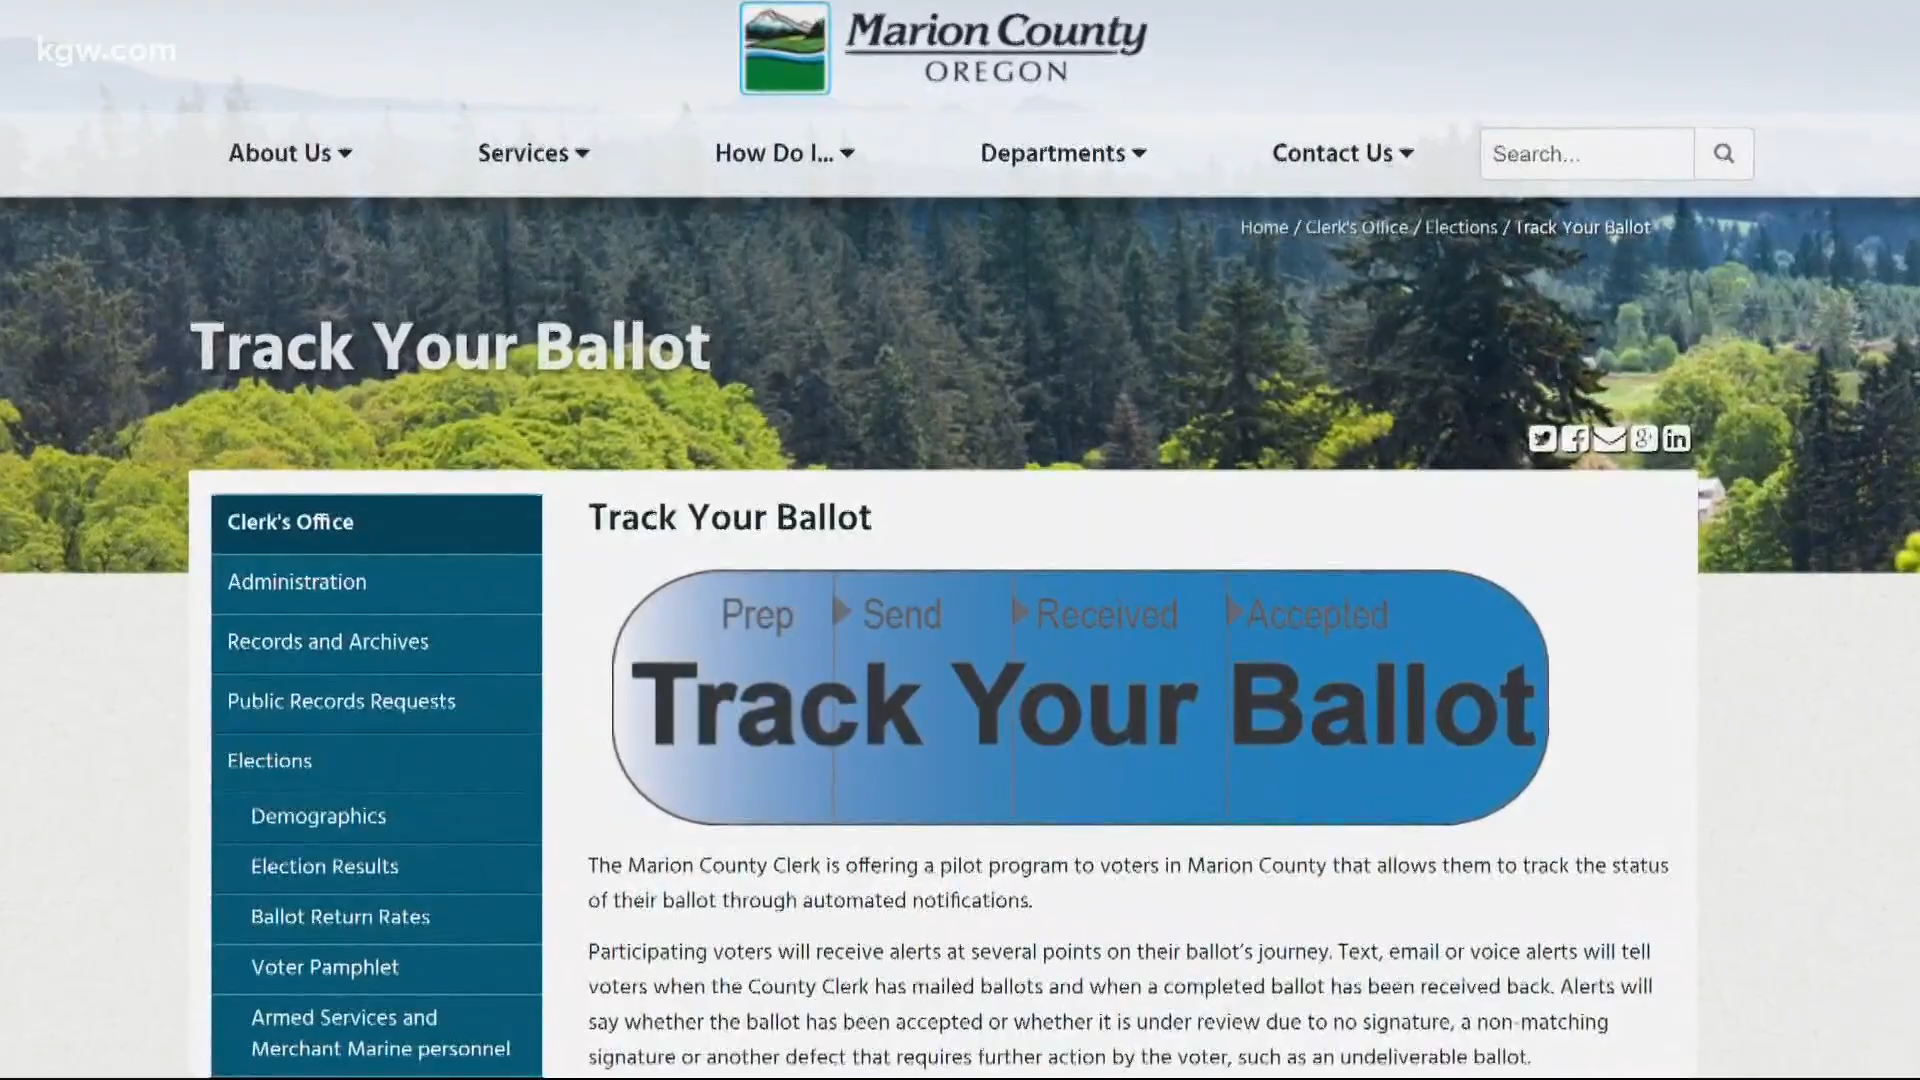 kgw.com
Marion County
OREGON
About Us
Services
How Do I...
Departments
Contact Us
Search...
Home / Clerk's Office / Elections / Track Your Ballot
Track Your Ballot
Clerk's Office
Administration
Records and Archives
Public Records Requests
Elections
Demographics
Election Results
Ballot Return Rates
Voter Pamphlet
Armed Services and
Merchant Marine personnel
Track Your Ballot
Prep Send Received Accepted
Track Your Ballot
The Marion County Clerk is offering a pilot program to voters in Marion County that allows them to track the status
of their ballot through automated notifications.
Participating voters will receive alerts at several points on their ballot’s journey. Text, email or voice alerts will tell
voters when the County Clerk has mailed ballots and when a completed ballot has been received back. Alerts will
say whether the ballot has been accepted or whether it is under review due to no signature, a non-matching
signature or another defect that requires further action by the voter, such as an undeliverable ballot.